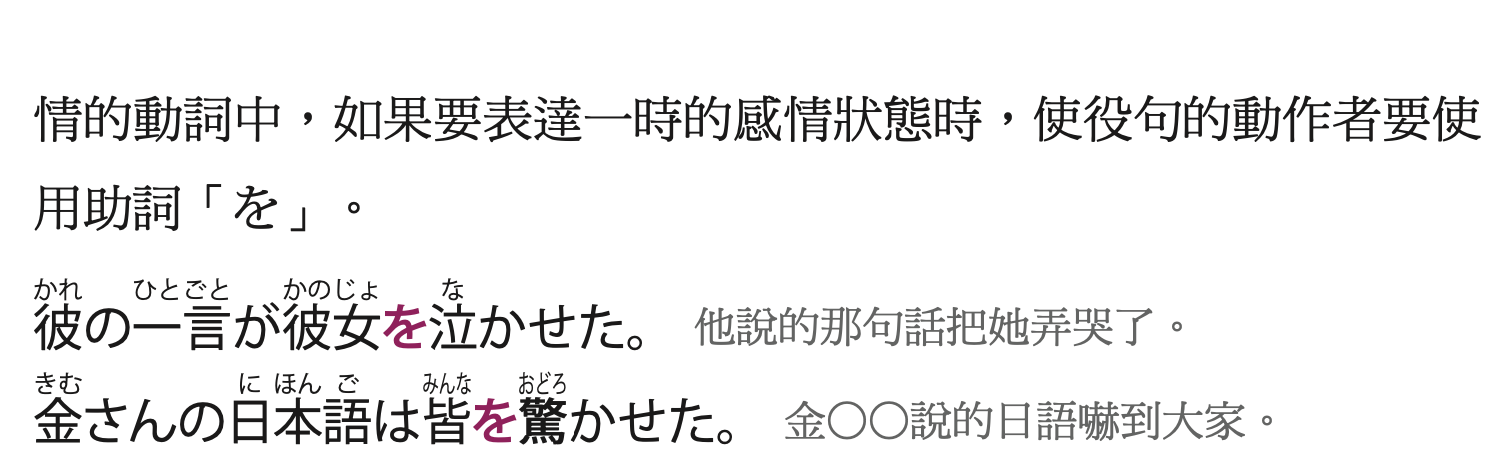 情的動詞中，如果要表達一時的感情狀態時，使役句的動作者要使
用助詞「を」。
かれ ひとごと かのじょ な
彼の一言が彼女を泣かせた。 他說的那句話把她弄哭了。
きむ に ほん ご みんな おどろ
金さんの日本語は皆を驚かせた。 金〇〇說的日語嚇到大家。